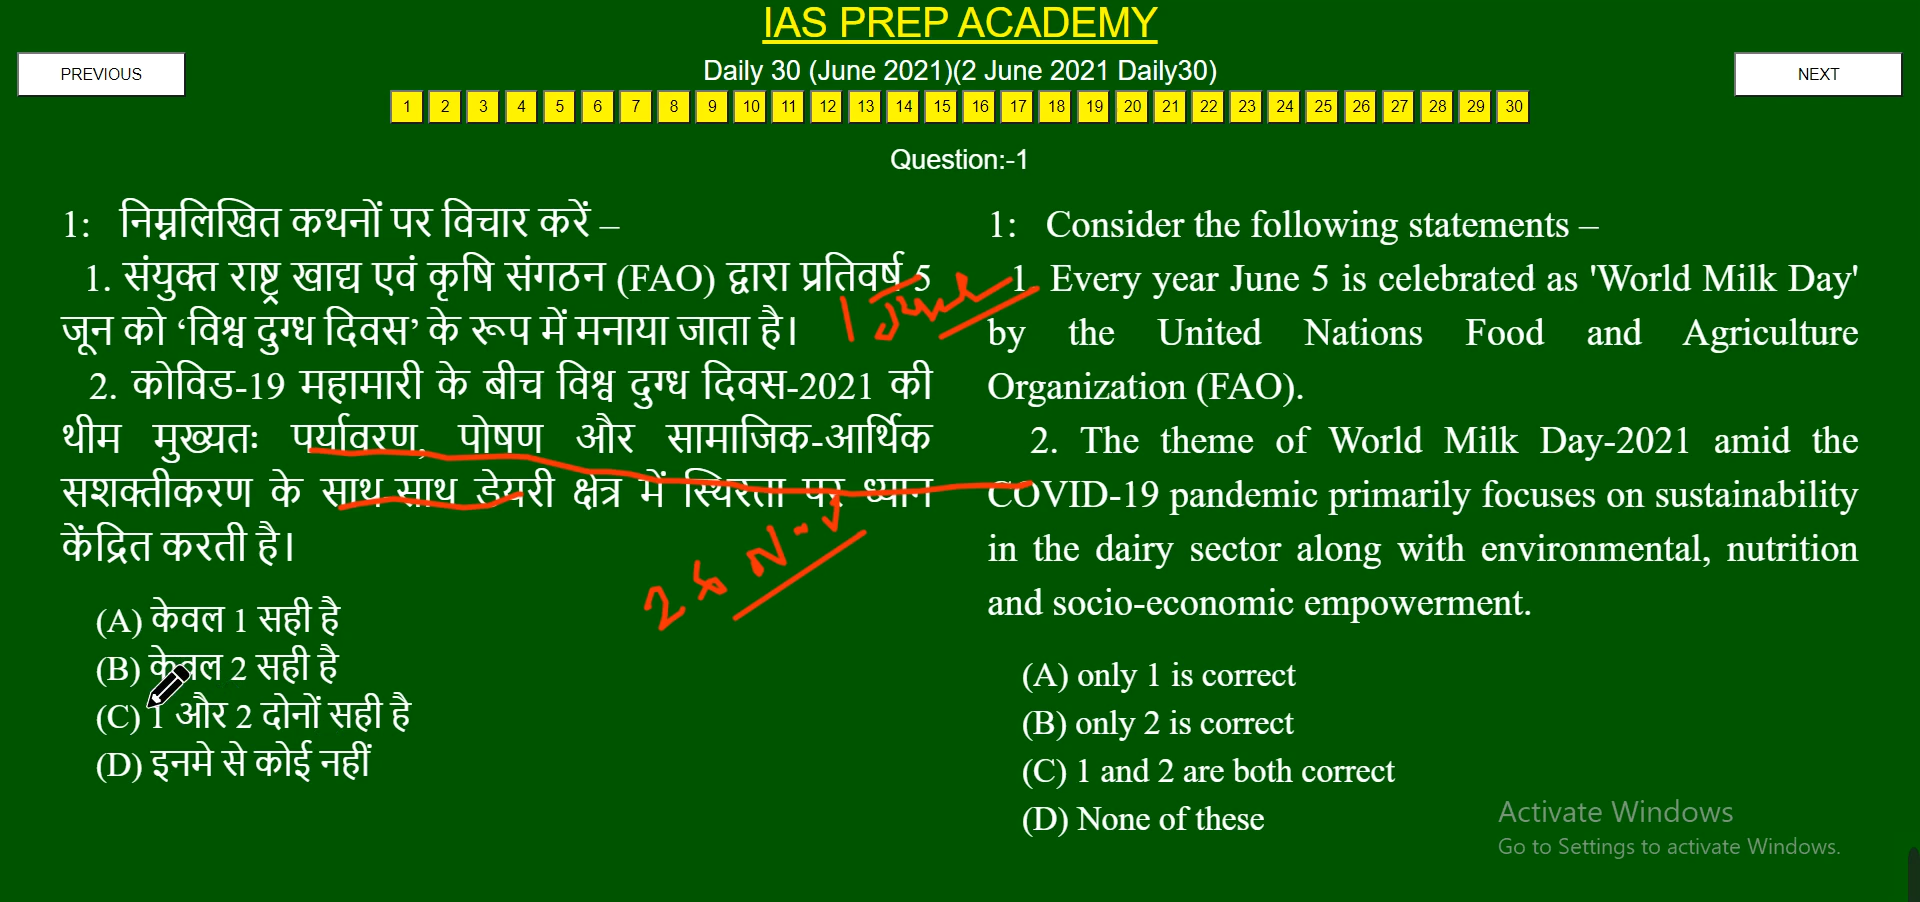 IAS PREP ACADEMY
PREVIOUS
Daily 30 (June 2021)(2 June 2021 Daily30)
NEXT
1 2 3 4 5 6 7 8 9 10 11 12 13 14 15 16 17 18 19 20 21 22 23 24 25 26 27 28 29 30
Question:-1
1: निम्नलिखित कथनों पर विचार करें –
1. संयुक्त राष्ट्र खाद्य एवं कृषि संगठन (FAO) द्वारा प्रतिवर्ष 5
जून को ‘विश्व दुग्ध दिवस’ के रूप में मनाया जाता है।
1 June
2. कोविड-19 महामारी के बीच विश्व दुग्ध दिवस-2021 की
थीम मुख्यतः पर्यावरण, पोषण और सामाजिक-आर्थिक
सशक्तीकरण के साथ-साथ डेयरी क्षेत्र में स्थिरता पर ध्यान
केंद्रित करती है।
(A) केवल 1 सही है
(B) केवल 2 सही है
(C) 1 और 2 दोनों सही है
(D) इनमे से कोई नहीं
1: Consider the following statements –
1. Every year June 5 is celebrated as 'World Milk Day'
by the United Nations Food and Agriculture
Organization (FAO).
2. The theme of World Milk Day-2021 amid the
COVID-19 pandemic primarily focuses on sustainability
in the dairy sector along with environmental, nutrition
and socio-economic empowerment.
(A) only 1 is correct
(B) only 2 is correct
(C) 1 and 2 are both correct
(D) None of these
Activate Windows
Go to Settings to activate Windows.